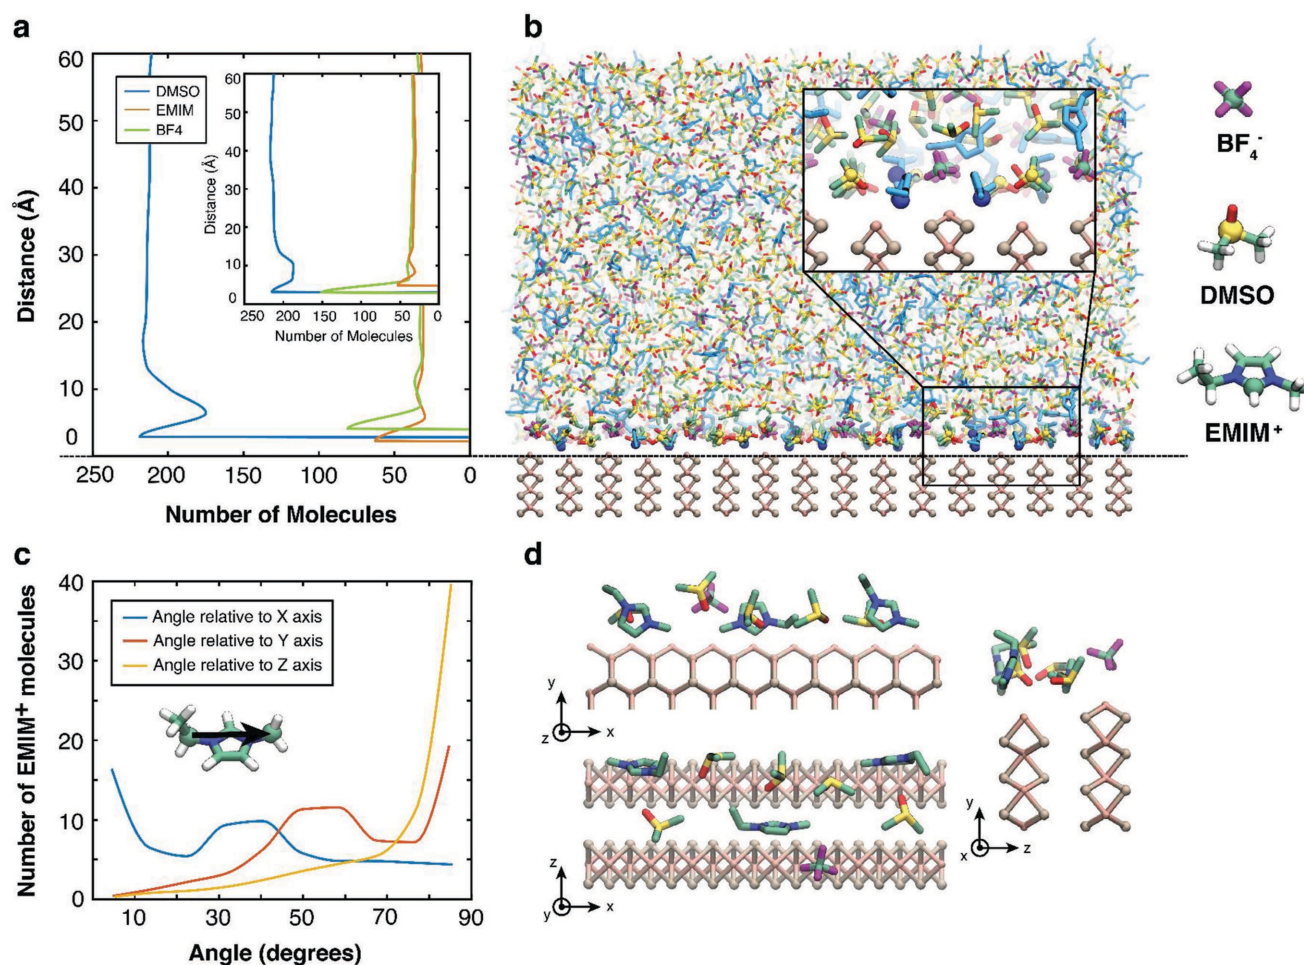 a
60
50
40
30
20
10
0
Distance (Å)
DMSO
EMIM
BF4
60
50
40
30
20
10
0
Distance (Å)
250 200 150 100 50 0
Number of Molecules
250 200 150 100 50 0
Number of Molecules
b
BF4-
DMSO
EMIM+
c
40
30
20
10
0
Number of EMIM+ molecules
Angle relative to X axis
Angle relative to Y axis
Angle relative to Z axis
10 30 50 70 90
Angle (degrees)
d
y
z x
z
y x
y
x z